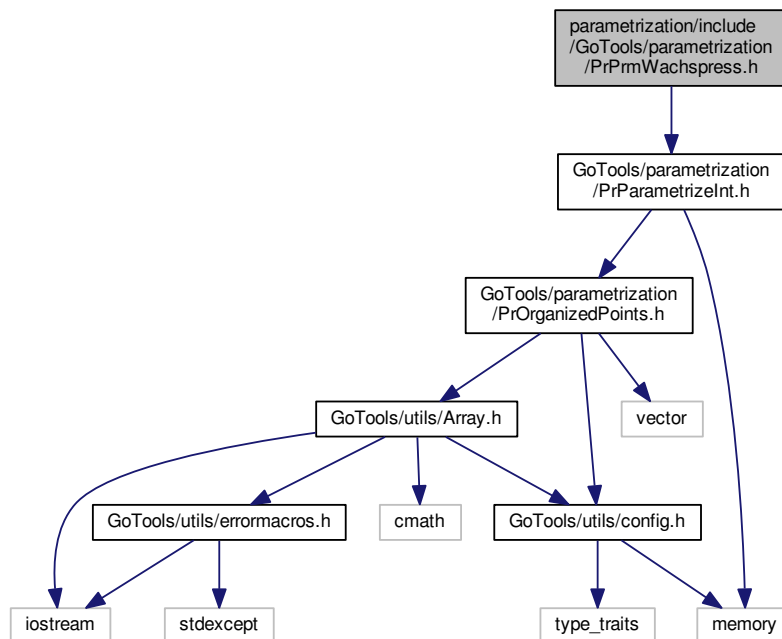 parametrization/include
/GoTools/parametrization
/PrPrmWachspress.h
GoTools/parametrization
/PrParametrizeInt.h
GoTools/parametrization
/PrOrganizedPoints.h
GoTools/utils/Array.h
vector
GoTools/utils/errormacros.h
cmath
GoTools/utils/config.h
iostream
stdexcept
type_traits
memory